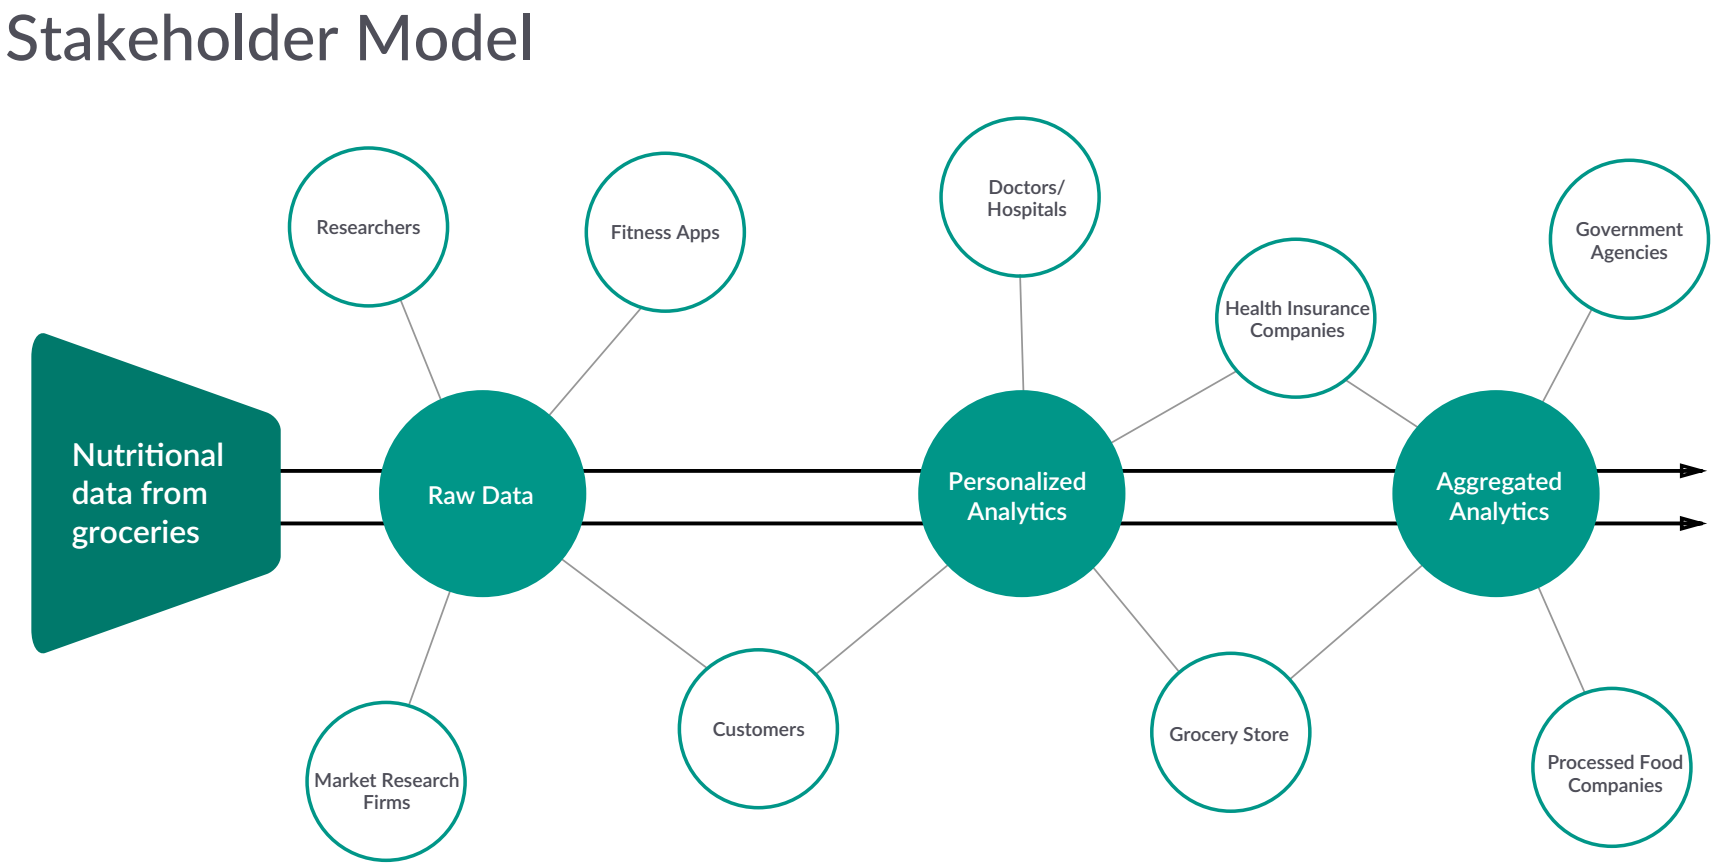 Stakeholder Model
Researchers
Fitness Apps
Doctors/
Hospitals
Health Insurance
Companies
Government
Agencies
Nutritional
data from
groceries
Raw Data
Personalized
Analytics
Aggregated
Analytics
Market Research
Firms
Customers
Grocery Store
Processed Food
Companies